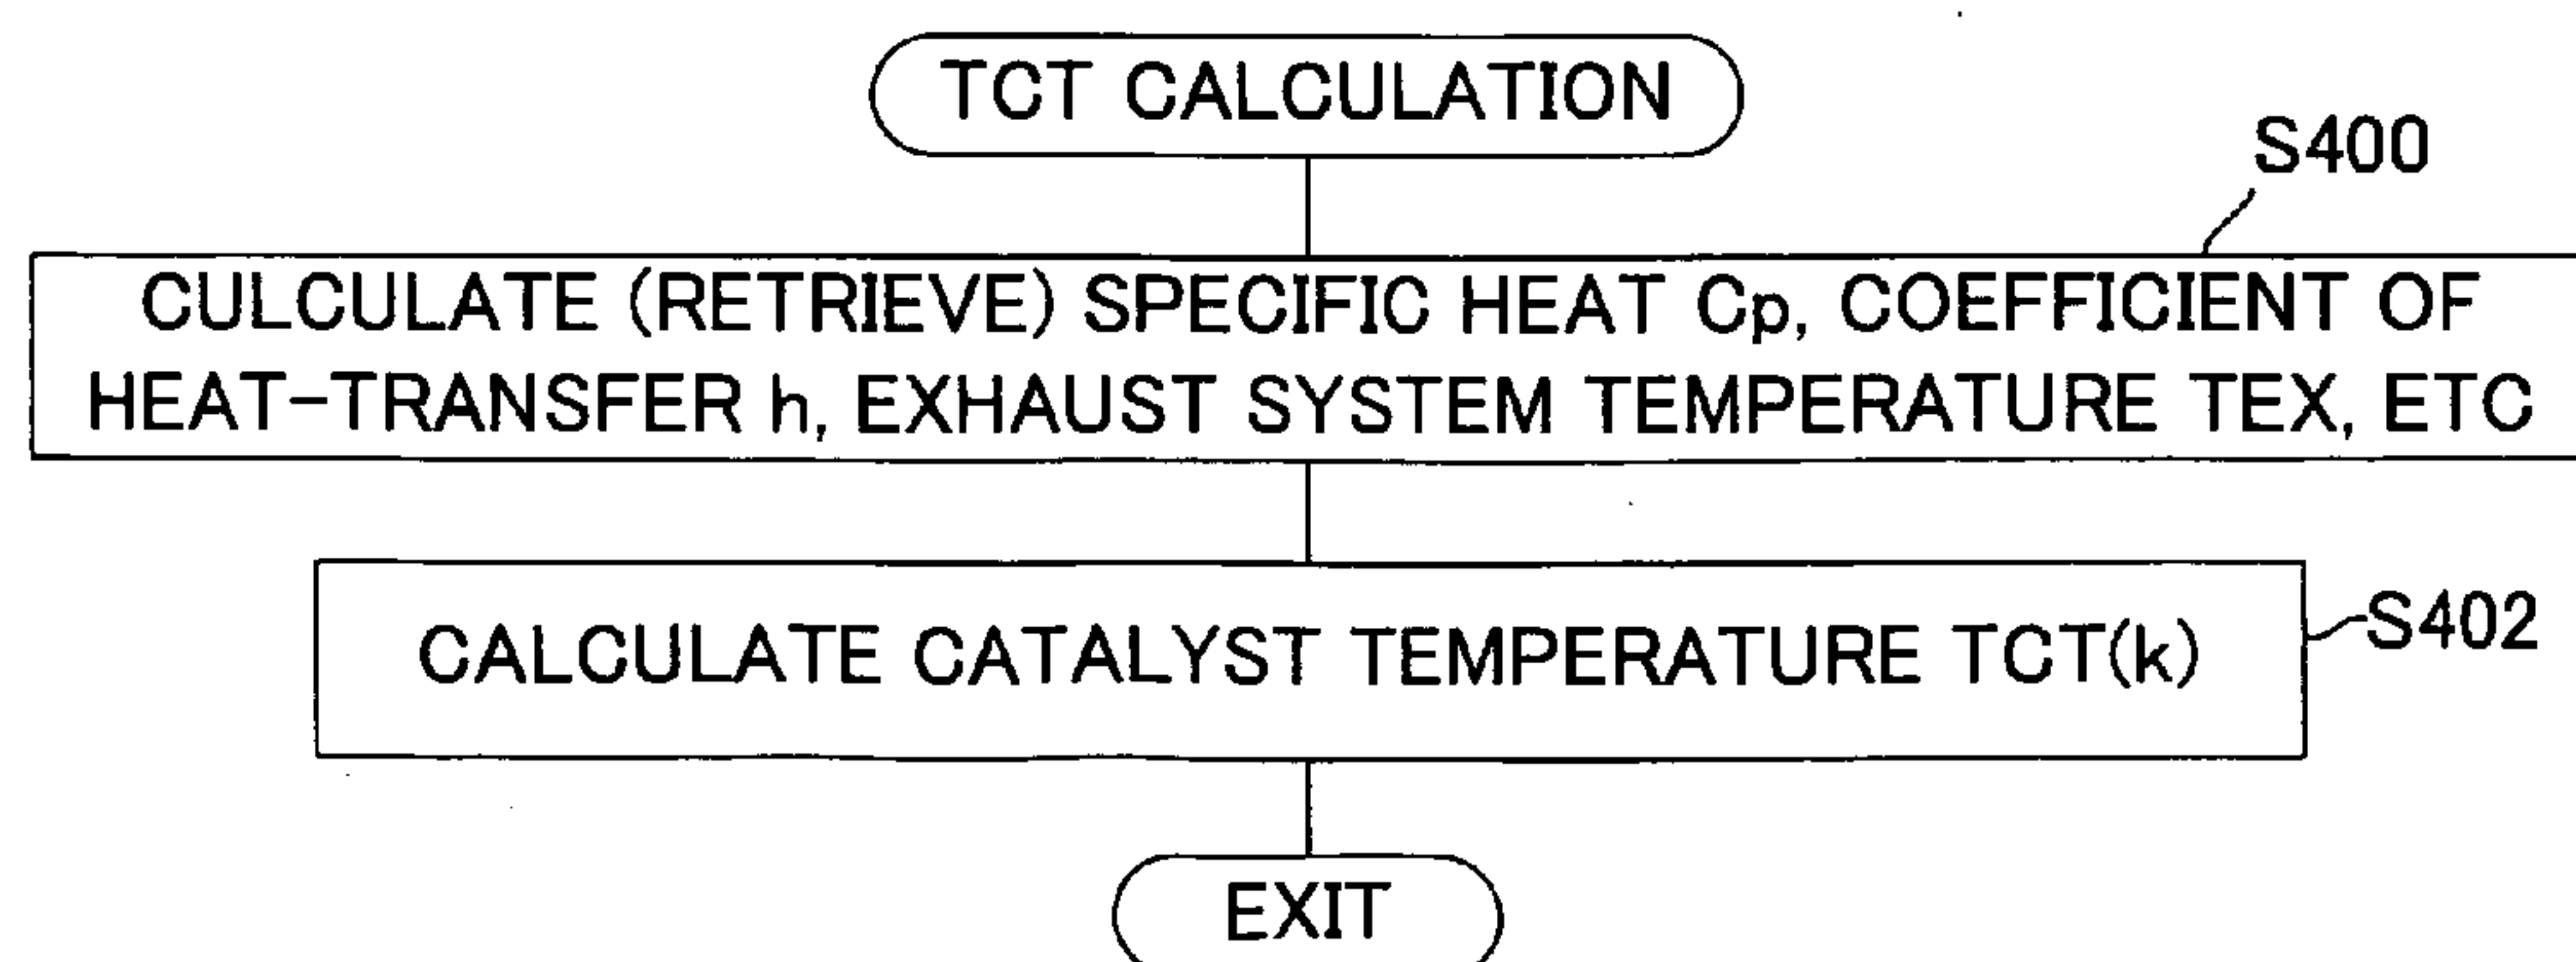 TCT CALCULATION
S400
CULCULATE (RETRIEVE) SPECIFIC HEAT Cp, COEFFICIENT OF
HEAT-TRANSFER h, EXHAUST SYSTEM TEMPERATURE TEX, ETC
CALCULATE CATALYST TEMPERATURE TCT(k)
S402
EXIT